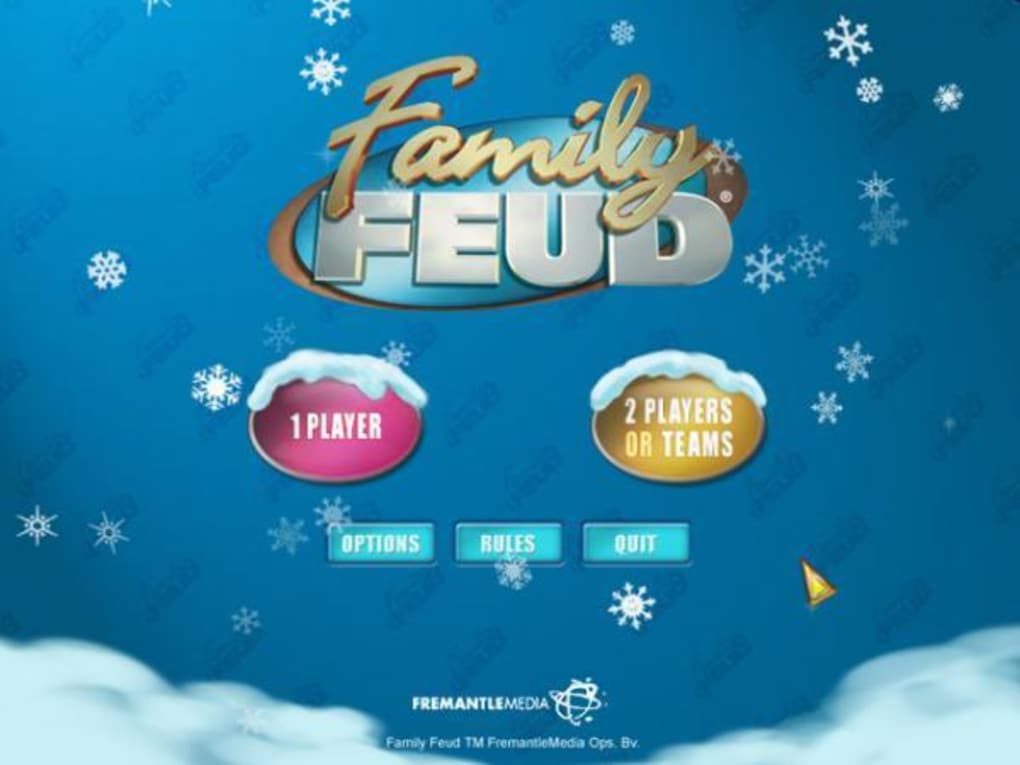 Family
FEUD®
1 PLAYER
2 PLAYERS
OR TEAMS
OPTIONS
RULES
QUIT
FREMANTLEMEDIA
Family Feud TM FremantleMedia Ops. Bv.